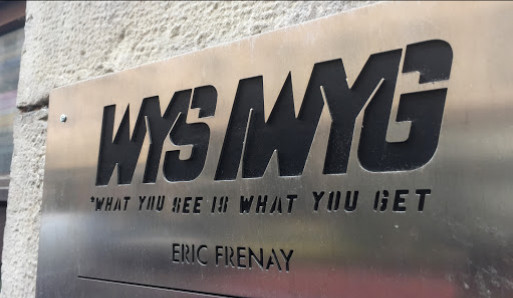 WYSIWYG
"WHAT YOU SEE IS WHAT YOU GET
ERIC FRENAY